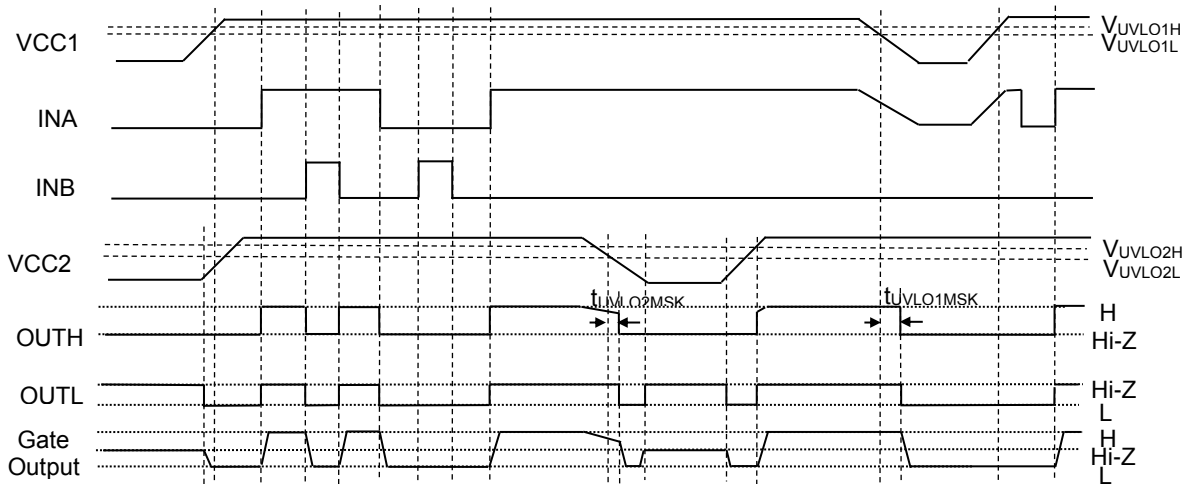 VCC1
VUVLO1H
VUVLO1L
INA
INB
VCC2
VUVLO2H
VUVLO2L
tUVLO2MSK
tUVLO1MSK
OUTH
H
Hi-Z
OUTL
Hi-Z
L
Gate
Output
H
Hi-Z
L